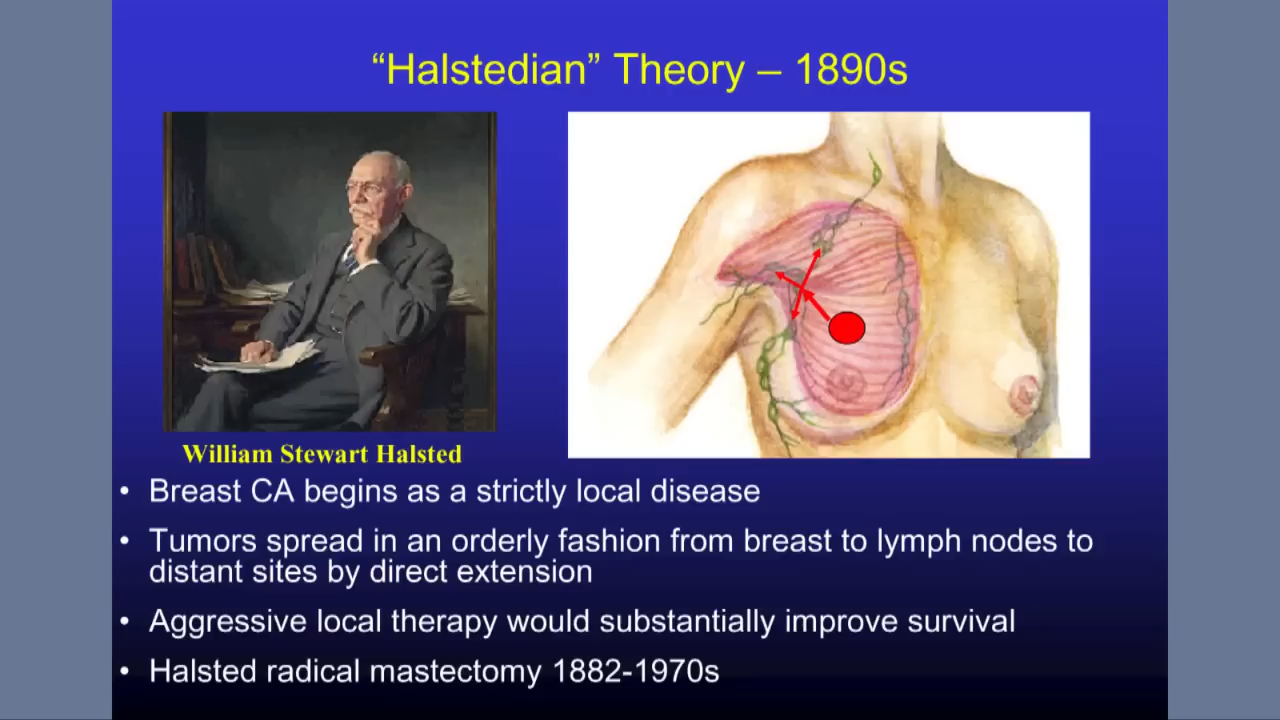 “Halstedian” Theory – 1890s
William Stewart Halsted
• Breast CA begins as a strictly local disease
• Tumors spread in an orderly fashion from breast to lymph nodes to
distant sites by direct extension
• Aggressive local therapy would substantially improve survival
• Halsted radical mastectomy 1882-1970s